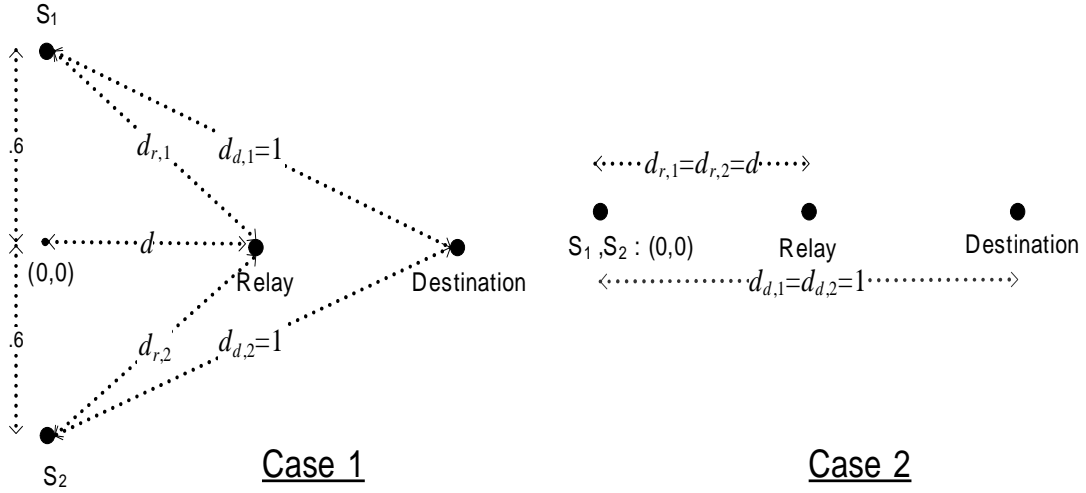 S₁
.6
d_{r,1}
d_{d,1}=1
d
(0,0)
Relay
Destination
.6
d_{r,2}
d_{d,2}=1
S₂
Case 1
d_{r,1}=d_{r,2}=d
S₁ ,S₂ : (0,0)
Relay
Destination
d_{d,1}=d_{d,2}=1
Case 2